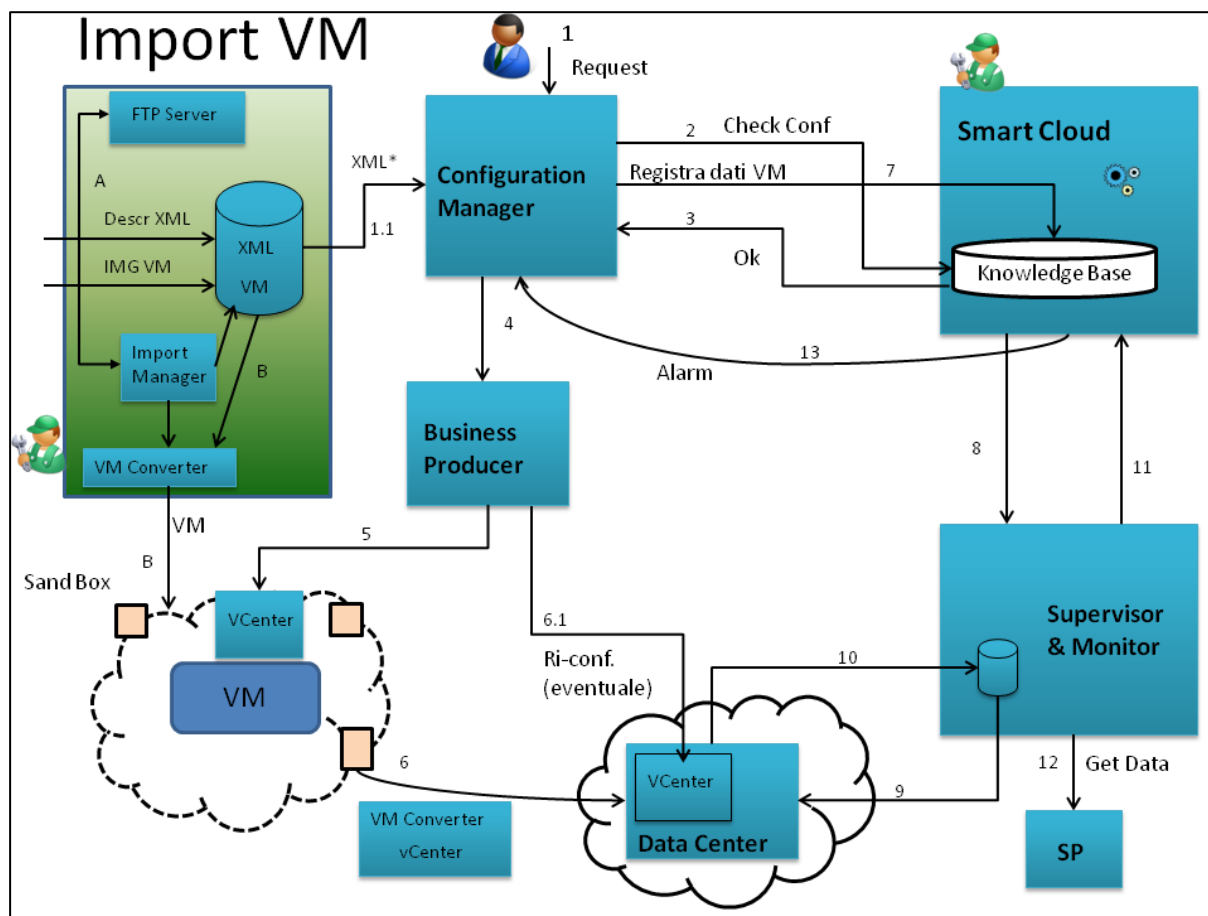 Import VM
1
Request
FTP Server
A
Descr XML
IMG VM
XML
VM
Import
Manager
B
VM Converter
XML*
1.1
Configuration
Manager
2
Check Conf
Registra dati VM
7
3
Ok
Smart Cloud
Knowledge Base
4
13
Alarm
Business
Producer
8
11
VM
B
Sand Box
VCenter
VM
5
6.1
Ri-conf.
(eventuale)
10
Supervisor
& Monitor
6
VM Converter
vCenter
VCenter
Data Center
9
12
Get Data
SP